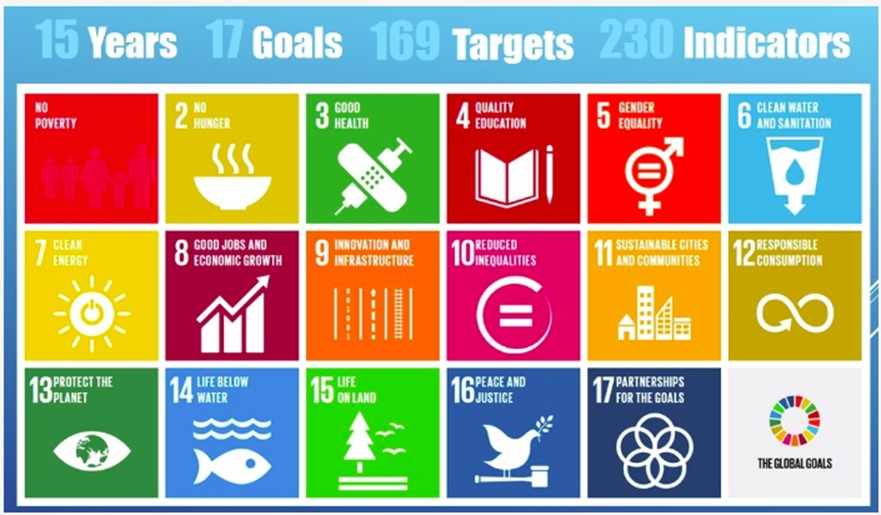 15 Years 17 Goals 169 Targets 230 Indicators
NO
POVERTY
2 NO
HUNGER
3 GOOD
HEALTH
4 QUALITY
EDUCATION
5 GENDER
EQUALITY
6 CLEAN WATER
AND SANITATION
7 CLEAN
ENERGY
8 GOOD JOBS AND
ECONOMIC GROWTH
9 INNOVATION AND
INFRASTRUCTURE
10 REDUCED
INEQUALITIES
11 SUSTAINABLE CITIES
AND COMMUNITIES
12 RESPONSIBLE
CONSUMPTION
13 PROTECT THE
PLANET
14 LIFE BELOW
WATER
15 LIFE
ON LAND
16 PEACE AND
JUSTICE
17 PARTNERSHIPS
FOR THE GOALS
THE GLOBAL GOALS